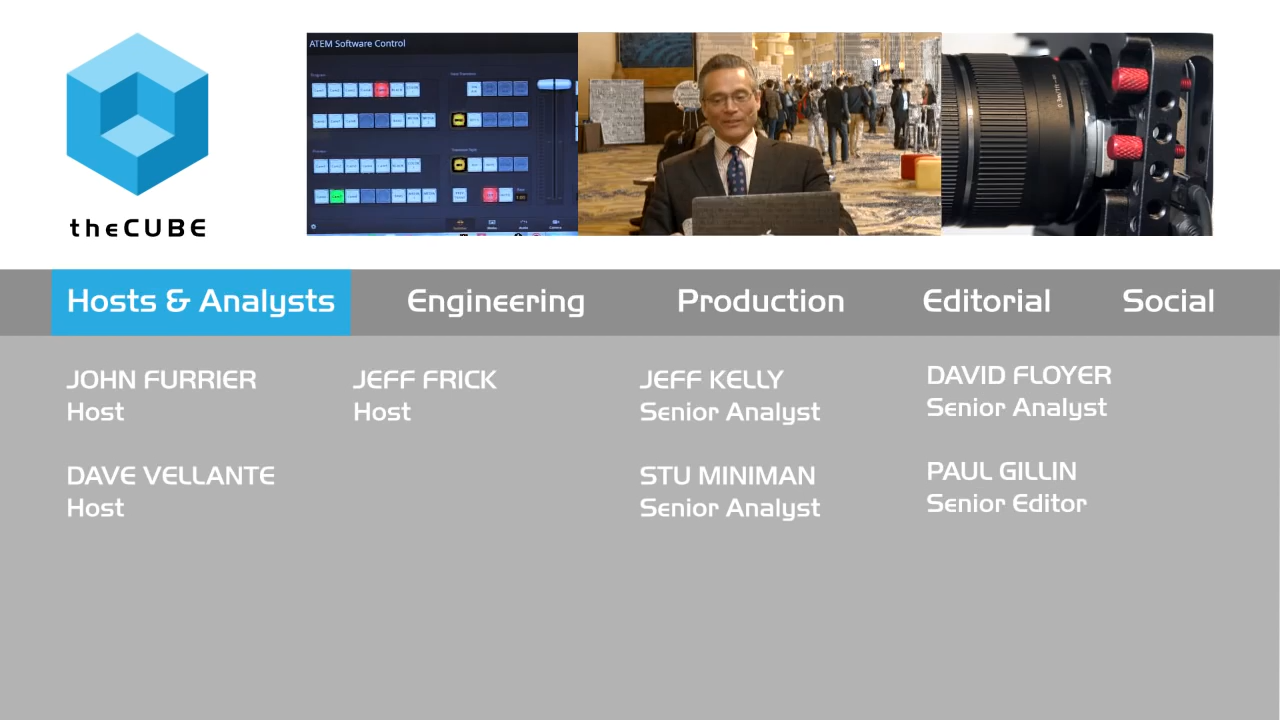 theCUBE
ATEM Software Control
Hosts & Analysts
Engineering
Production
Editorial
Social
JOHN FURRIER
Host
JEFF FRICK
Host
JEFF KELLY
Senior Analyst
DAVID FLOYER
Senior Analyst
DAVE VELLANTE
Host
STU MINIMAN
Senior Analyst
PAUL GILLIN
Senior Editor